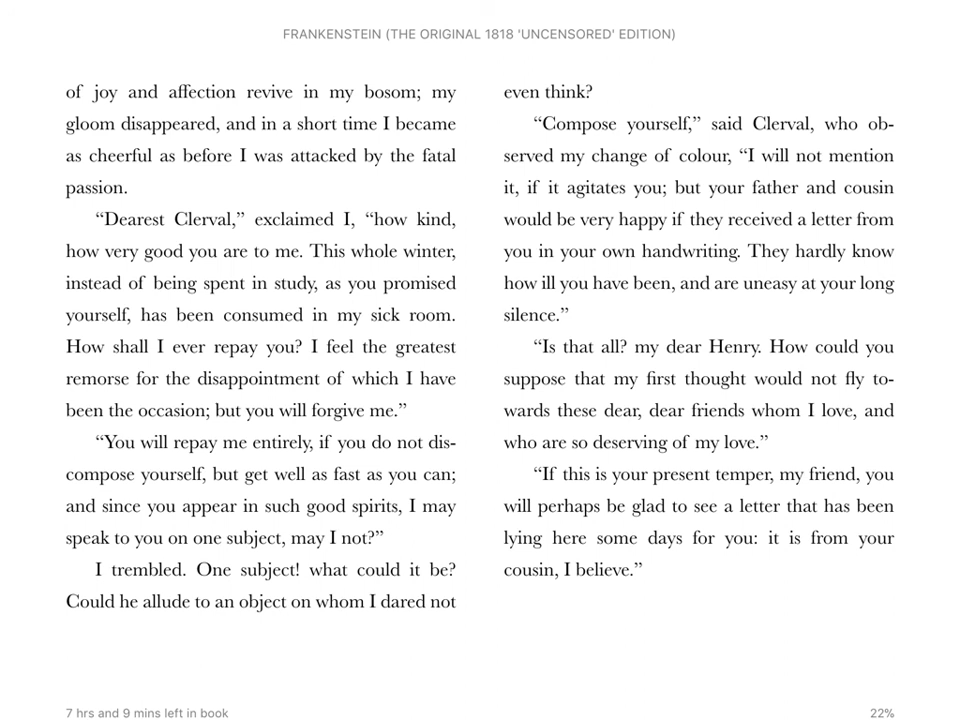 FRANKENSTEIN (THE ORIGINAL 1818 'UNCENSORED' EDITION)
of joy and affection revive in my bosom; my
gloom disappeared, and in a short time I became
as cheerful as before I was attacked by the fatal
passion.
“Dearest Clerval,” exclaimed I, “how kind,
how very good you are to me. This whole winter,
instead of being spent in study, as you promised
yourself, has been consumed in my sick room.
How shall I ever repay you? I feel the greatest
remorse for the disappointment of which I have
been the occasion; but you will forgive me.”
“You will repay me entirely, if you do not dis-
compose yourself, but get well as fast as you can;
and since you appear in such good spirits, I may
speak to you on one subject, may I not?”
I trembled. One subject! what could it be?
Could he allude to an object on whom I dared not
even think?
“Compose yourself,” said Clerval, who ob-
served my change of colour, “I will not mention
it, if it agitates you; but your father and cousin
would be very happy if they received a letter from
you in your own handwriting. They hardly know
how ill you have been, and are uneasy at your long
silence.”
“Is that all? my dear Henry. How could you
suppose that my first thought would not fly to-
wards these dear, dear friends whom I love, and
who are so deserving of my love.”
“If this is your present temper, my friend, you
will perhaps be glad to see a letter that has been
lying here some days for you: it is from your
cousin, I believe.”
7 hrs and 9 mins left in book
22%